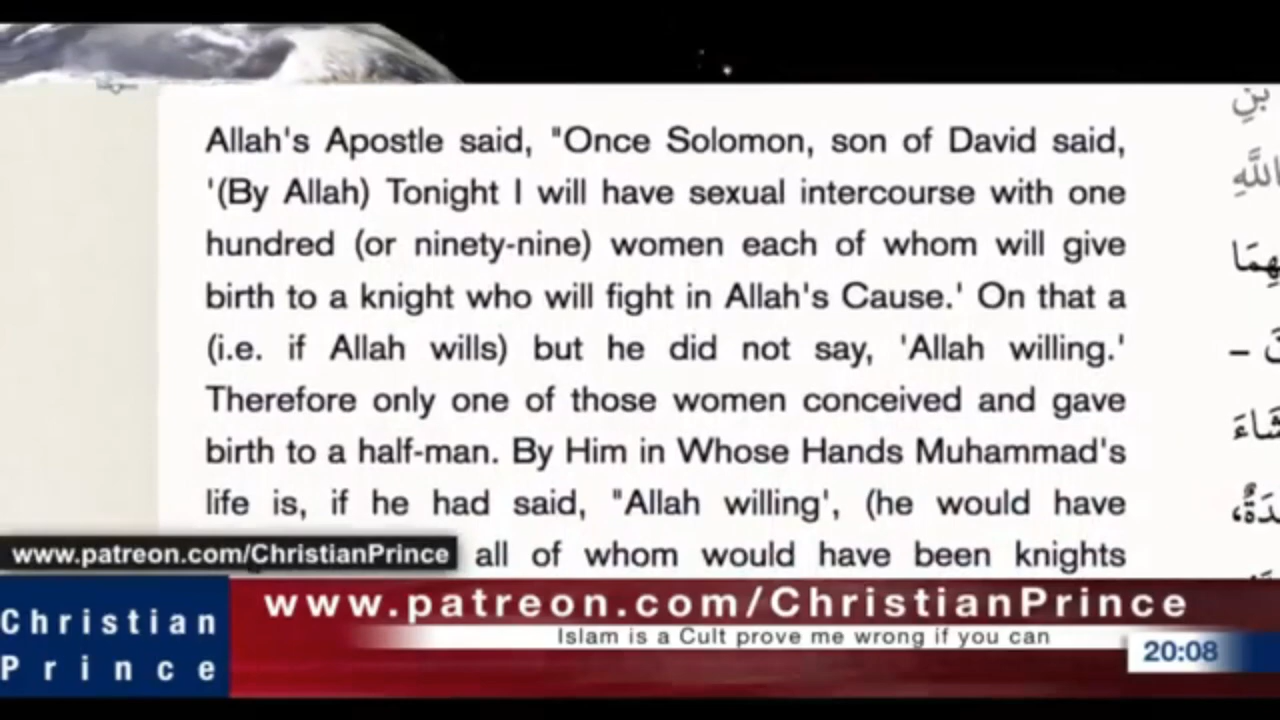 Allah's Apostle said, "Once Solomon, son of David said,
'(By Allah) Tonight I will have sexual intercourse with one
hundred (or ninety-nine) women each of whom will give
birth to a knight who will fight in Allah's Cause.' On that a
(i.e. if Allah wills) but he did not say, 'Allah willing.'
Therefore only one of those women conceived and gave
birth to a half-man. By Him in Whose Hands Muhammad's
life is, if he had said, "Allah willing', (he would have
all of whom would have been knights
بنِ
اللَّهِ
www.patreon.com/ChristianPrince
www.patreon.com/ChristianPrince
Islam is a Cult prove me wrong if you can
Christian
Prince
20:08